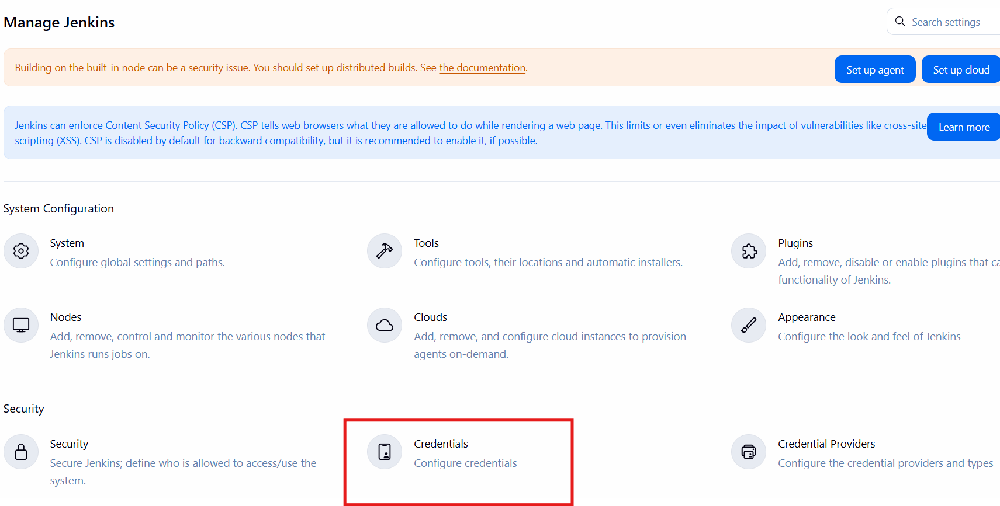 Manage Jenkins
Search settings
Building on the built-in node can be a security issue. You should set up distributed builds. See the documentation.
Set up agent
Set up cloud
Jenkins can enforce Content Security Policy (CSP). CSP tells web browsers what they are allowed to do while rendering a web page. This limits or even eliminates the impact of vulnerabilities like cross-site
scripting (XSS). CSP is disabled by default for backward compatibility, but it is recommended to enable it, if possible.
Learn more
System Configuration
System
Configure global settings and paths.
Tools
Configure tools, their locations and automatic installers.
Plugins
Add, remove, disable or enable plugins that
functionality of Jenkins.
Nodes
Add, remove, control and monitor the various nodes that
Jenkins runs jobs on.
Clouds
Add, remove, and configure cloud instances to provision
agents on-demand.
Appearance
Configure the look and feel of Jenkins
Security
Security
Secure Jenkins; define who is allowed to access/use the
system.
Credentials
Configure credentials
Credential Providers
Configure the credential providers and types